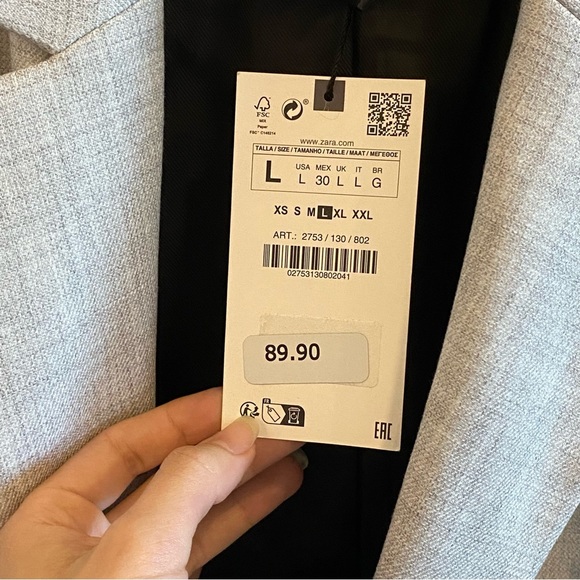 FSC
MIX
Paper
FSC® C148214
www.zara.com
TALLA / SIZE / TAMANHO / TAILLE / MAAT / ΜΕΓΕΘΟΣ
L
USA MEX UK IT BR
L 30 L L G
XS S M L XL XXL
ART.: 2753 / 130 / 802
02753130802041
89.90
FR
EAC